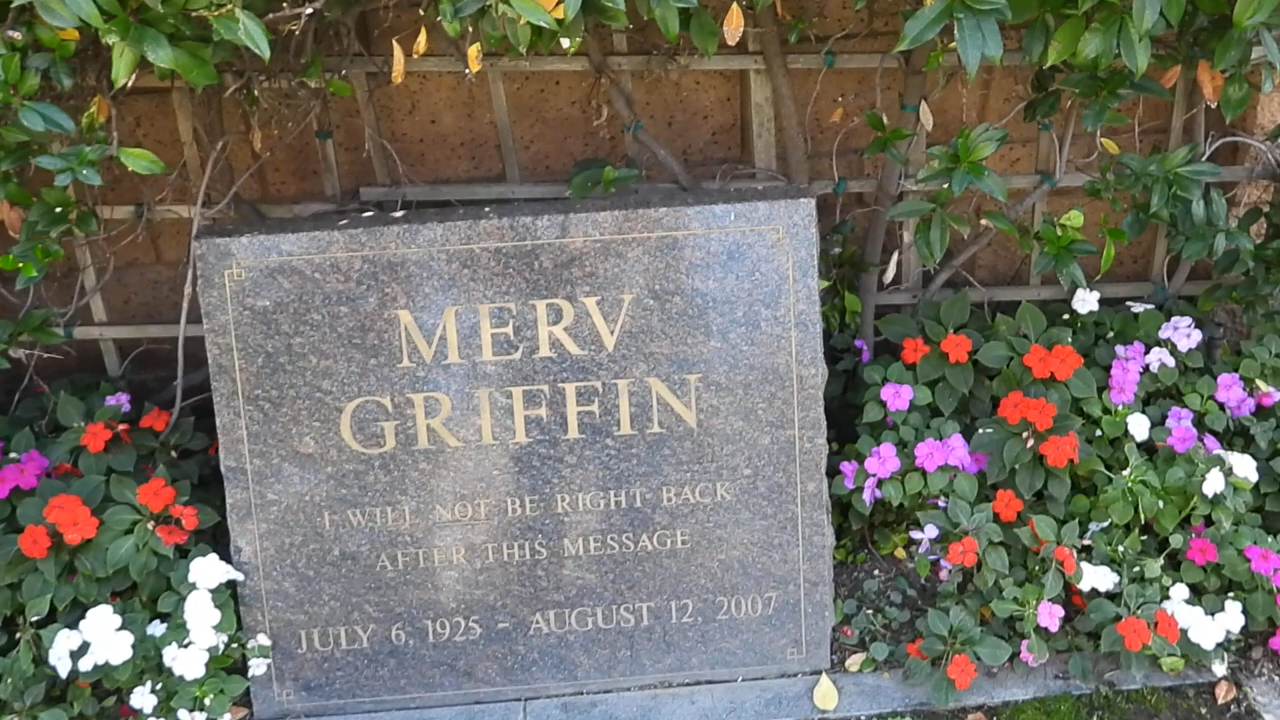 MERV
GRIFFIN
I WILL NOT BE RIGHT BACK
AFTER THIS MESSAGE
JULY 6, 1925 - AUGUST 12, 2007